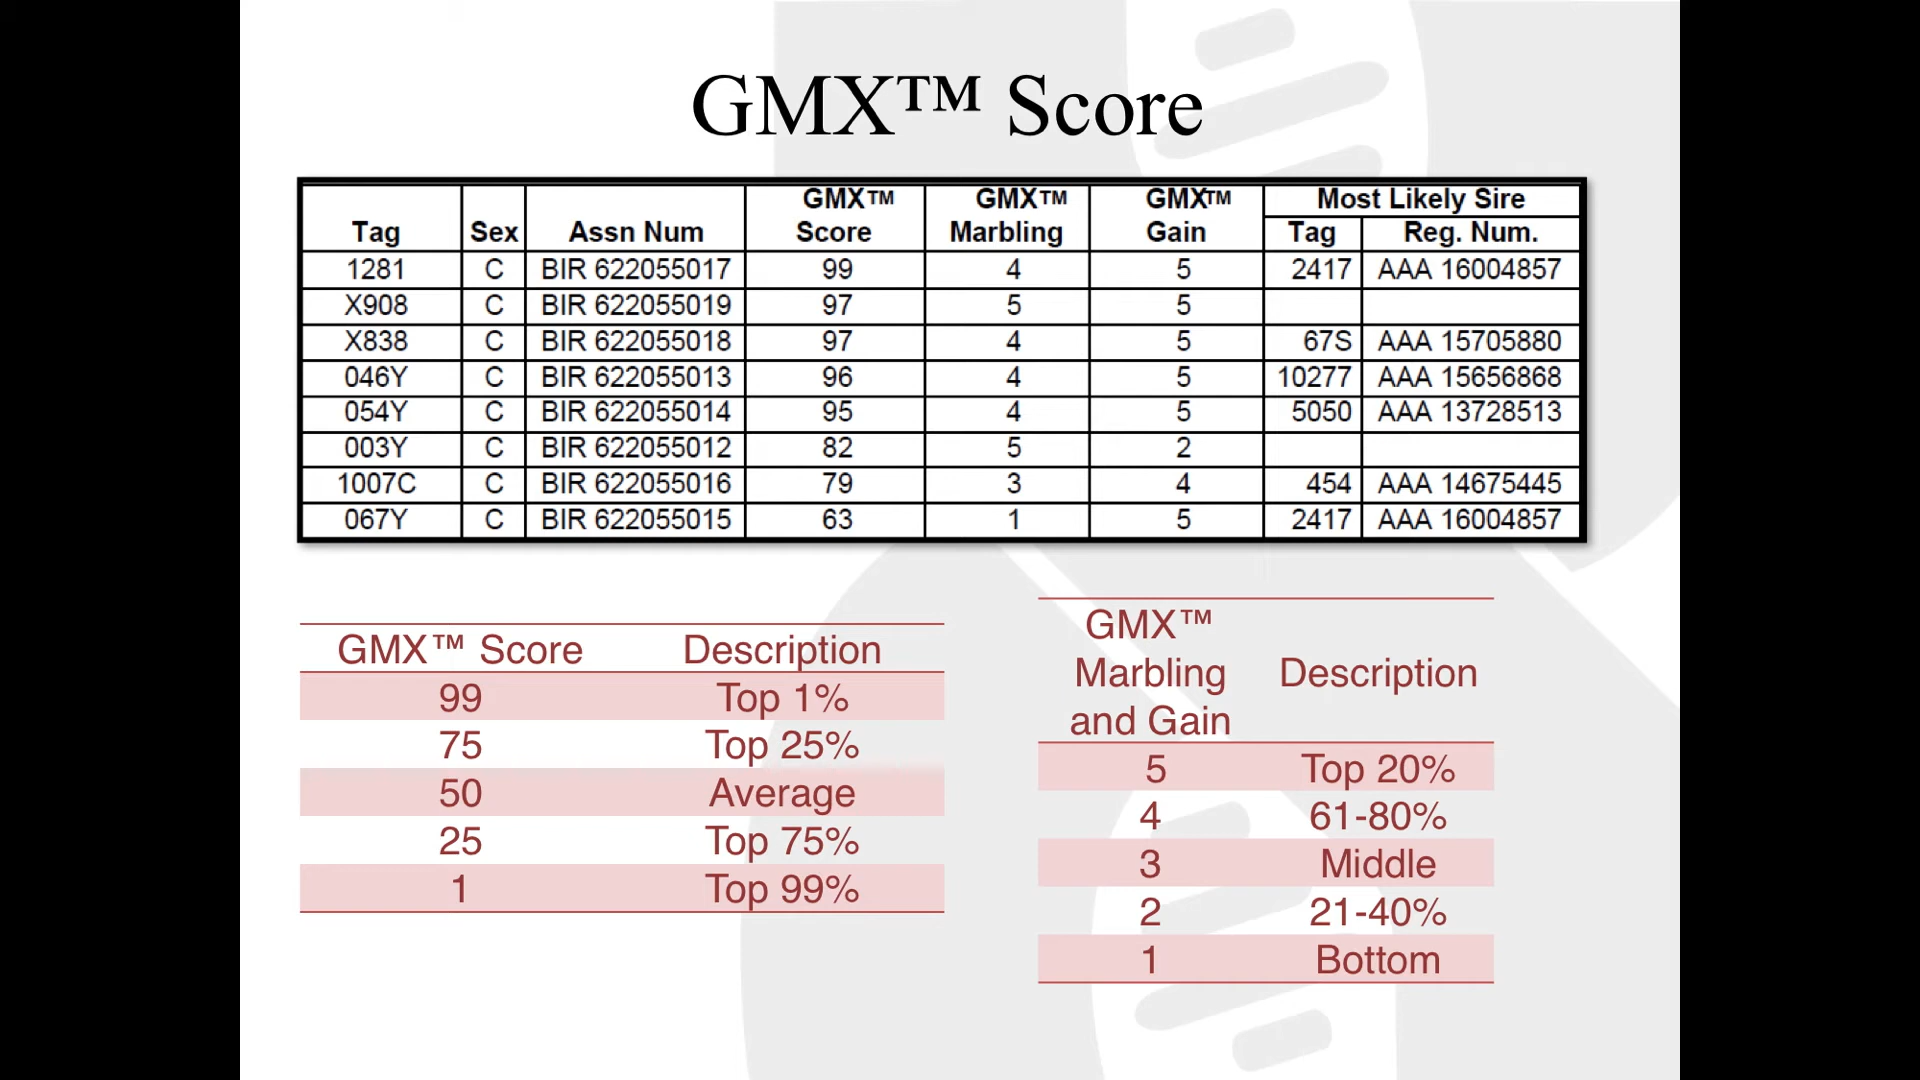 GMX™ Score
GMX™ GMX™ GMX™ Most Likely Sire
Tag Sex Assn Num Score Marbling Gain Tag Reg. Num.
1281 C BIR 622055017 99 4 5 2417 AAA 16004857
X908 C BIR 622055019 97 5 5
X838 C BIR 622055018 97 4 5 67S AAA 15705880
046Y C BIR 622055013 96 4 5 10277 AAA 15656868
054Y C BIR 622055014 95 4 5 5050 AAA 13728513
003Y C BIR 622055012 82 5 2
1007C C BIR 622055016 79 3 4 454 AAA 14675445
067Y C BIR 622055015 63 1 5 2417 AAA 16004857
GMX™ Score Description
99 Top 1%
75 Top 25%
50 Average
25 Top 75%
1 Top 99%
GMX™
Marbling Description
and Gain
5 Top 20%
4 61-80%
3 Middle
2 21-40%
1 Bottom